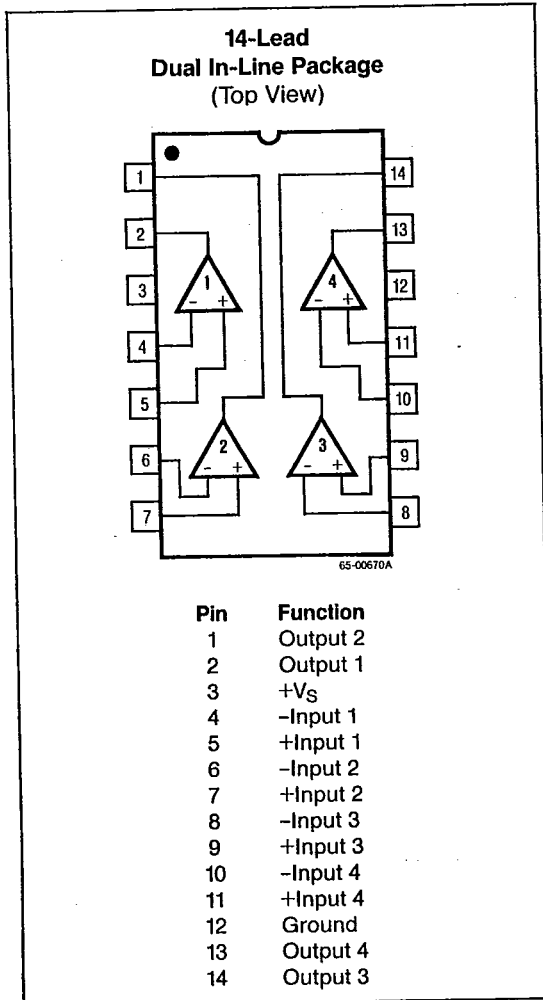 14-Lead
Dual In-Line Package
(Top View)
1
14
2
13
1
4
3
12
- +
- +
4
11
5
10
2
3
6
9
- +
- +
7
8
65-00670A
Pin Function
1 Output 2
2 Output 1
3 +VS
4 –Input 1
5 +Input 1
6 –Input 2
7 +Input 2
8 –Input 3
9 +Input 3
10 –Input 4
11 +Input 4
12 Ground
13 Output 4
14 Output 3